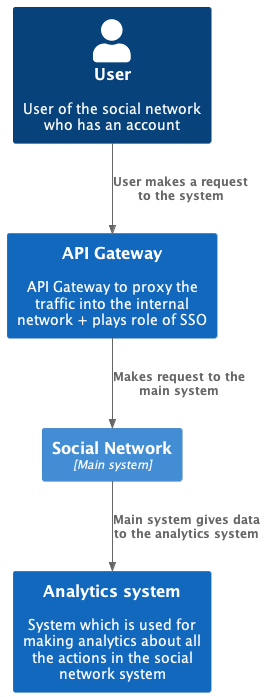 User
User of the social network
who has an account
User makes a request
to the system
API Gateway
API Gateway to proxy the
traffic into the internal
network + plays role of SSO
Makes request to the
main system
Social Network
[Main system]
Main system gives data
to the analytics system
Analytics system
System which is used for
making analytics about all
the actions in the social
network system